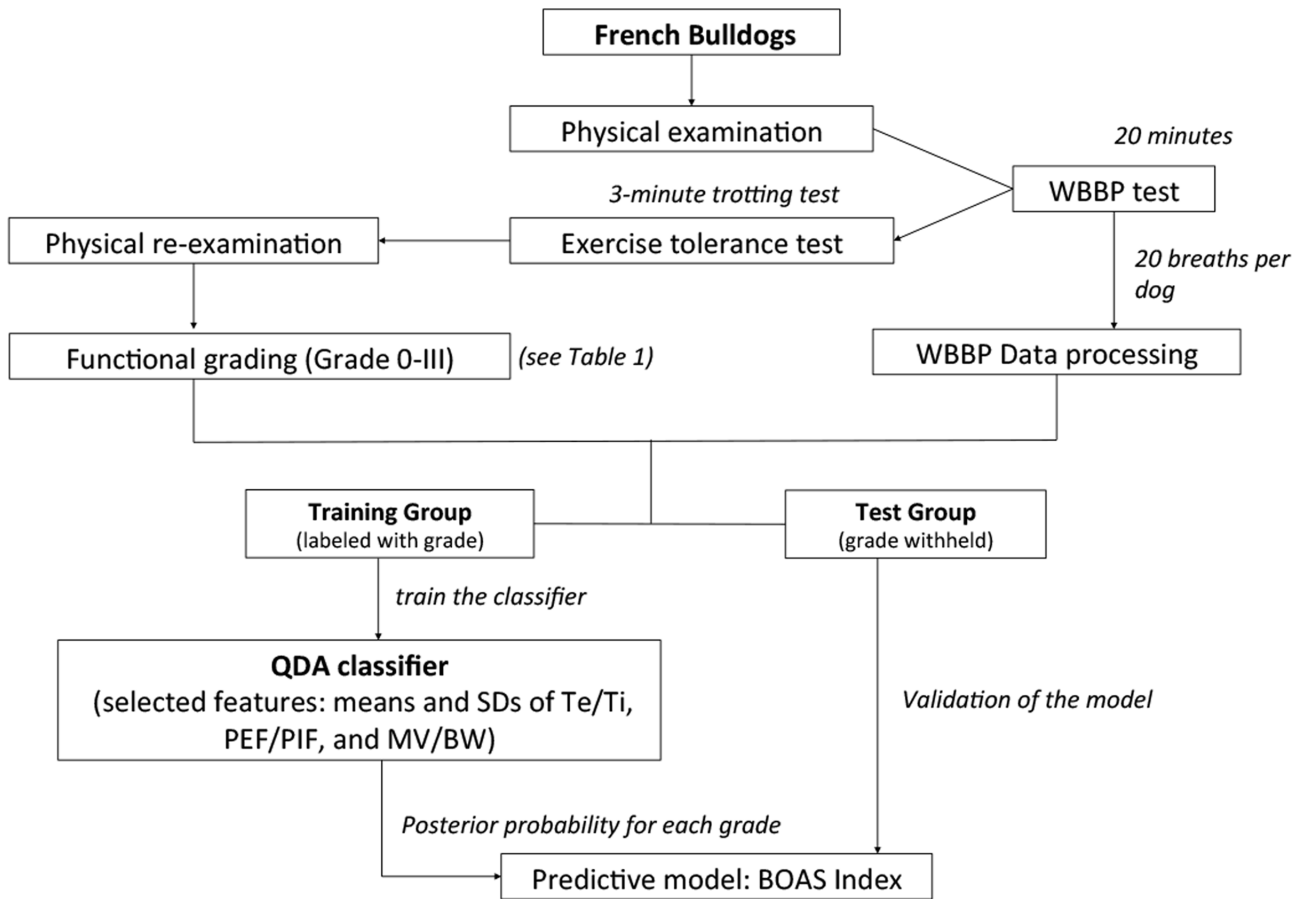 French Bulldogs
Physical examination
20 minutes
WBBP test
3-minute trotting test
Physical re-examination
Exercise tolerance test
20 breaths per
dog
Functional grading (Grade 0-III)
(see Table 1)
WBBP Data processing
Training Group
(labeled with grade)
Test Group
(grade withheld)
train the classifier
QDA classifier
(selected features: means and SDs of Te/Ti,
PEF/PIF, and MV/BW)
Validation of the model
Posterior probability for each grade
Predictive model: BOAS Index